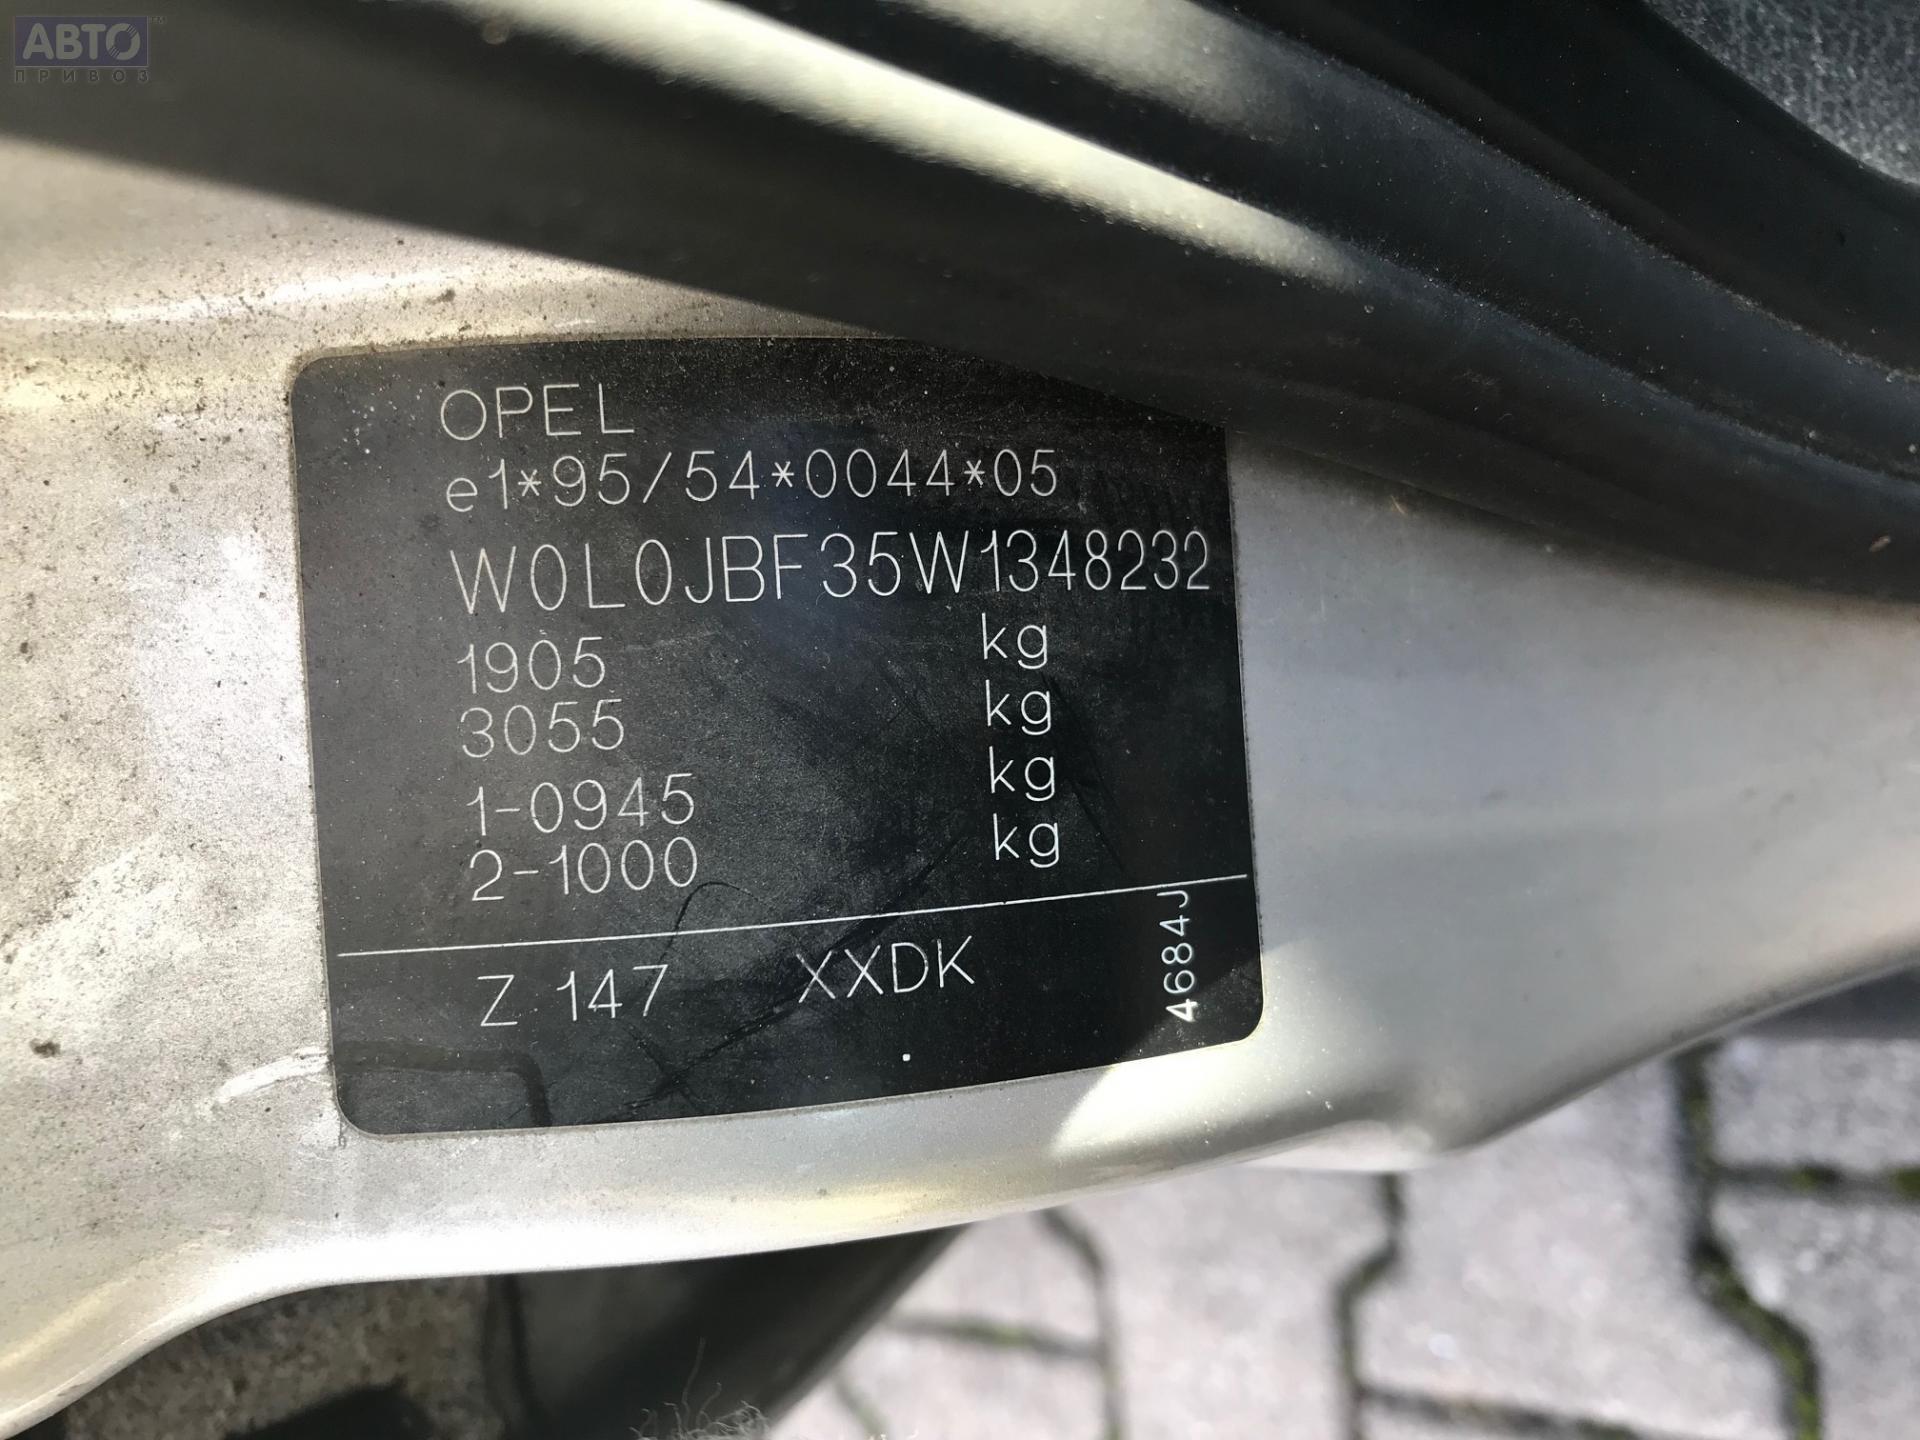 АВТО™
ПРИВОЗ
OPEL
e1*95/54*0044*05
W0L0JBF35W1348232
1905 kg
3055 kg
1-0945 kg
2-1000 kg
Z 147 XXDK
4684J